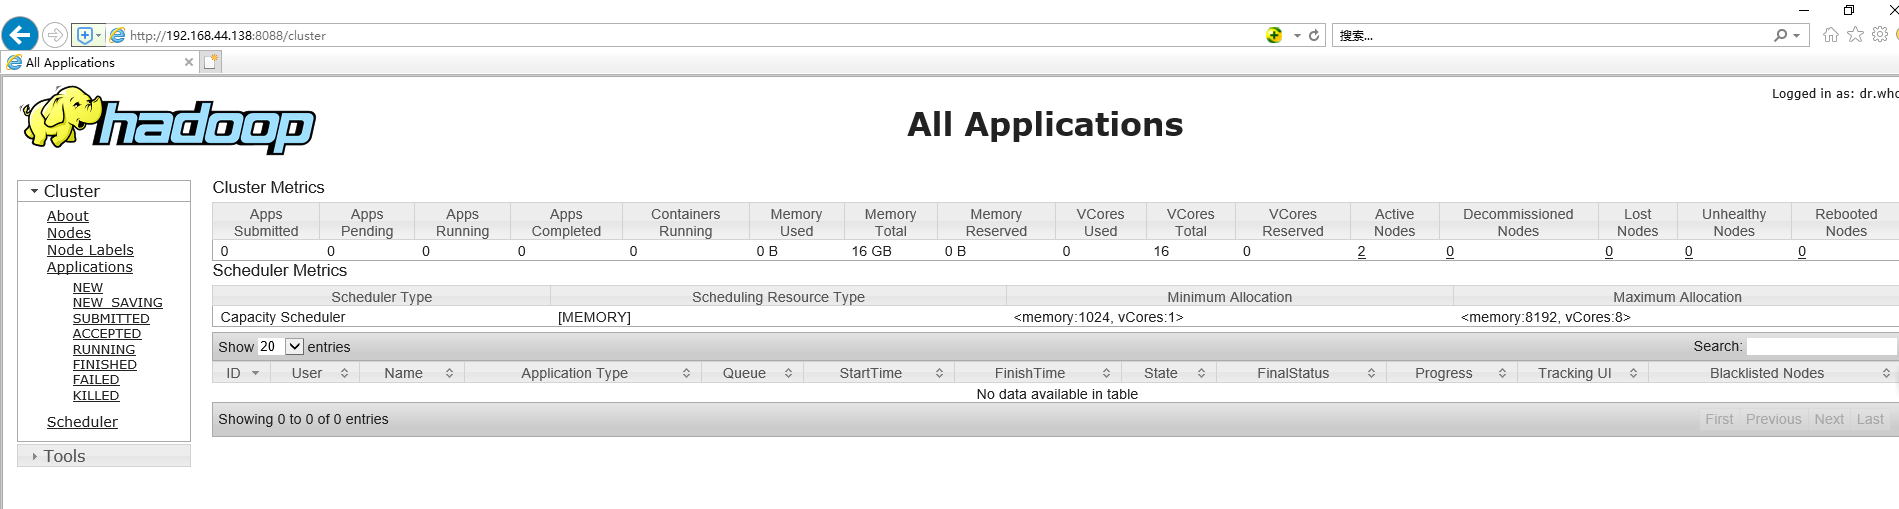 http://192.168.44.138:8088/cluster
搜索...
All Applications
hadoop
All Applications
Logged in as: dr.who
Cluster
About
Nodes
Node Labels
Applications
NEW
NEW_SAVING
SUBMITTED
ACCEPTED
RUNNING
FINISHED
FAILED
KILLED
Scheduler
Tools
Cluster Metrics
Apps Submitted Apps Pending Apps Running Apps Completed Containers Running Memory Used Memory Total Memory Reserved VCores Used VCores Total VCores Reserved Active Nodes Decommissioned Nodes Lost Nodes Unhealthy Nodes Rebooted Nodes
0 0 0 0 0 0 B 16 GB 0 B 0 16 0 2 0 0 0 0
Scheduler Metrics
Scheduler Type Scheduling Resource Type Minimum Allocation Maximum Allocation
Capacity Scheduler [MEMORY] <memory:1024, vCores:1> <memory:8192, vCores:8>
Show 20 entries Search:
ID User Name Application Type Queue StartTime FinishTime State FinalStatus Progress Tracking UI Blacklisted Nodes
No data available in table
Showing 0 to 0 of 0 entries First Previous Next Last